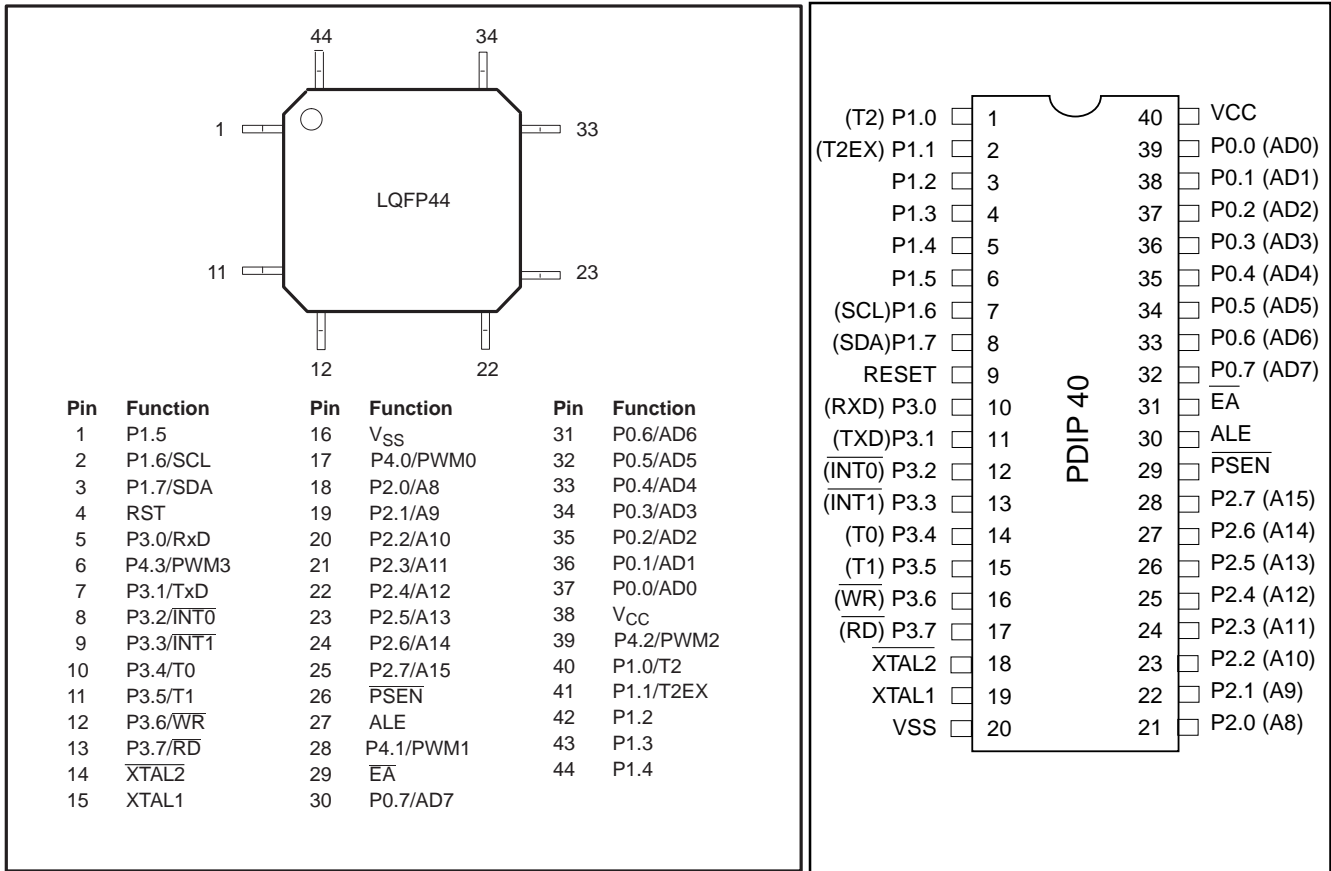 44 34
1 33
LQFP44
11 23
12 22
Pin Function Pin Function Pin Function
1 P1.5 16 VSS 31 P0.6/AD6
2 P1.6/SCL 17 P4.0/PWM0 32 P0.5/AD5
3 P1.7/SDA 18 P2.0/A8 33 P0.4/AD4
4 RST 19 P2.1/A9 34 P0.3/AD3
5 P3.0/RxD 20 P2.2/A10 35 P0.2/AD2
6 P4.3/PWM3 21 P2.3/A11 36 P0.1/AD1
7 P3.1/TxD 22 P2.4/A12 37 P0.0/AD0
8 P3.2/INT0 23 P2.5/A13 38 VCC
9 P3.3/INT1 24 P2.6/A14 39 P4.2/PWM2
10 P3.4/T0 25 P2.7/A15 40 P1.0/T2
11 P3.5/T1 26 PSEN 41 P1.1/T2EX
12 P3.6/WR 27 ALE 42 P1.2
13 P3.7/RD 28 P4.1/PWM1 43 P1.3
14 XTAL2 29 EA 44 P1.4
15 XTAL1 30 P0.7/AD7
(T2) P1.0 1 40 VCC
(T2EX) P1.1 2 39 P0.0 (AD0)
P1.2 3 38 P0.1 (AD1)
P1.3 4 37 P0.2 (AD2)
P1.4 5 36 P0.3 (AD3)
P1.5 6 35 P0.4 (AD4)
(SCL)P1.6 7 34 P0.5 (AD5)
(SDA)P1.7 8 33 P0.6 (AD6)
RESET 9 32 P0.7 (AD7)
(RXD) P3.0 10 31 EA
(TXD)P3.1 11 30 ALE
(INT0) P3.2 12 29 PSEN
(INT1) P3.3 13 28 P2.7 (A15)
(T0) P3.4 14 27 P2.6 (A14)
(T1) P3.5 15 26 P2.5 (A13)
(WR) P3.6 16 25 P2.4 (A12)
(RD) P3.7 17 24 P2.3 (A11)
XTAL2 18 23 P2.2 (A10)
XTAL1 19 22 P2.1 (A9)
VSS 20 21 P2.0 (A8)
PDIP 40